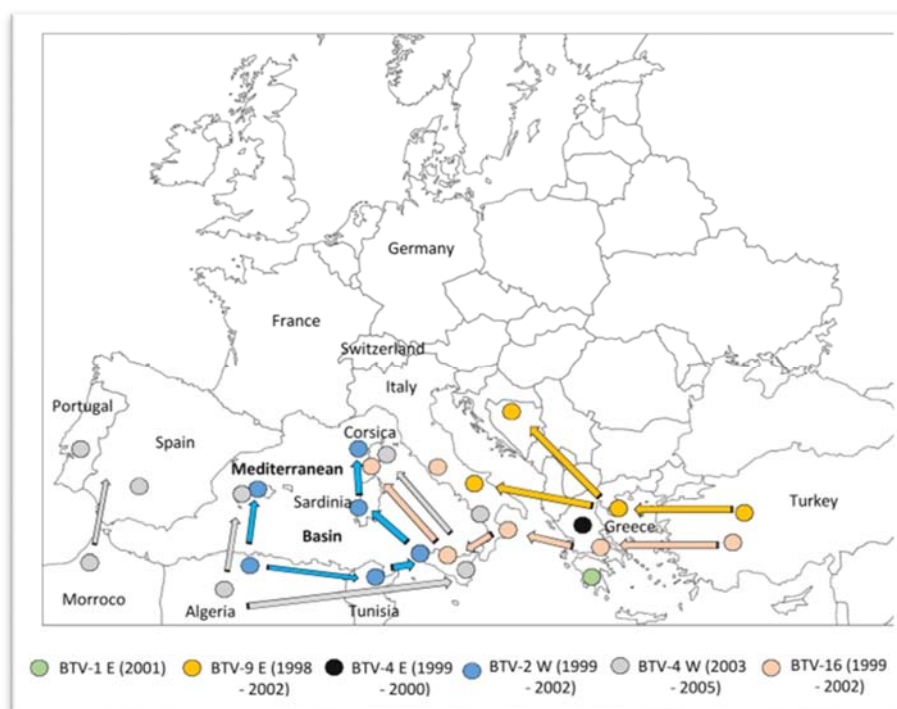 Germany
France
Switzerland
Italy
Portugal
Corsica
Spain
Mediterranean
Sardinia
Turkey
Basin
Greece
Morroco
Algeria
Tunisia
BTV-1 E (2001)
BTV-9 E (1998
- 2002)
BTV-4 E (1999
- 2000)
BTV-2 W (1999
- 2002)
BTV-4 W (2003
- 2005)
BTV-16 (1999
- 2002)